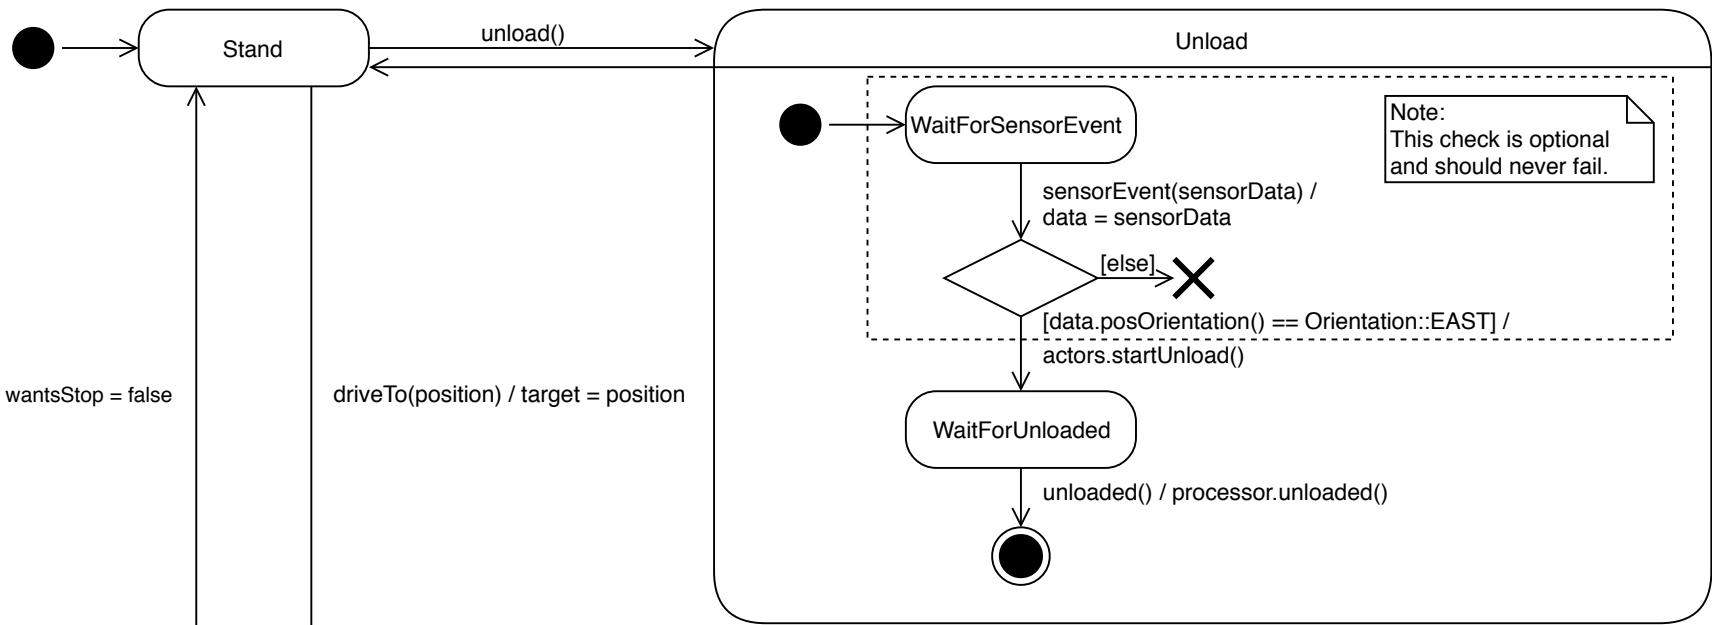 Stand
unload()
Unload
WaitForSensorEvent
Note:
This check is optional
and should never fail.
sensorEvent(sensorData) /
data = sensorData
[else]
[data.posOrientation() == Orientation::EAST] /
actors.startUnload()
wantsStop = false
driveTo(position) / target = position
WaitForUnloaded
unloaded() / processor.unloaded()